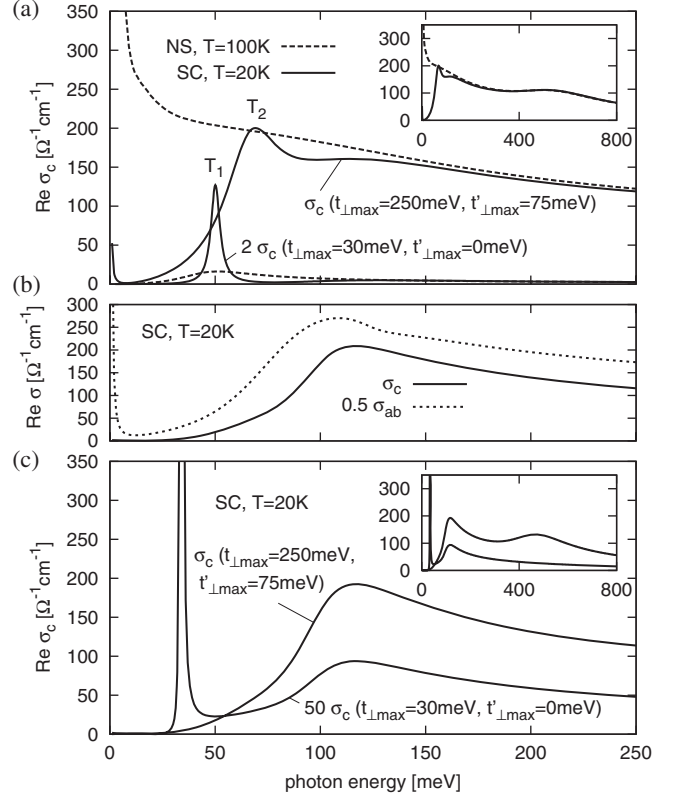 (a)
350
300
250
200
150
100
50
0
Re σc [Ω-1cm-1]
NS, T=100K
SC, T=20K
T2
T1
σc (t⊥max=250meV, t'⊥max=75meV)
2 σc (t⊥max=30meV, t'⊥max=0meV)
300
200
100
0
0 400 800
(b)
300
250
200
150
100
50
0
Re σ [Ω-1cm-1]
SC, T=20K
σc
0.5 σab
(c)
350
300
250
200
150
100
50
0
Re σc [Ω-1cm-1]
SC, T=20K
σc (t⊥max=250meV,
t'⊥max=75meV)
50 σc (t⊥max=30meV, t'⊥max=0meV)
300
200
100
0
0 400 800
0 50 100 150 200 250
photon energy [meV]